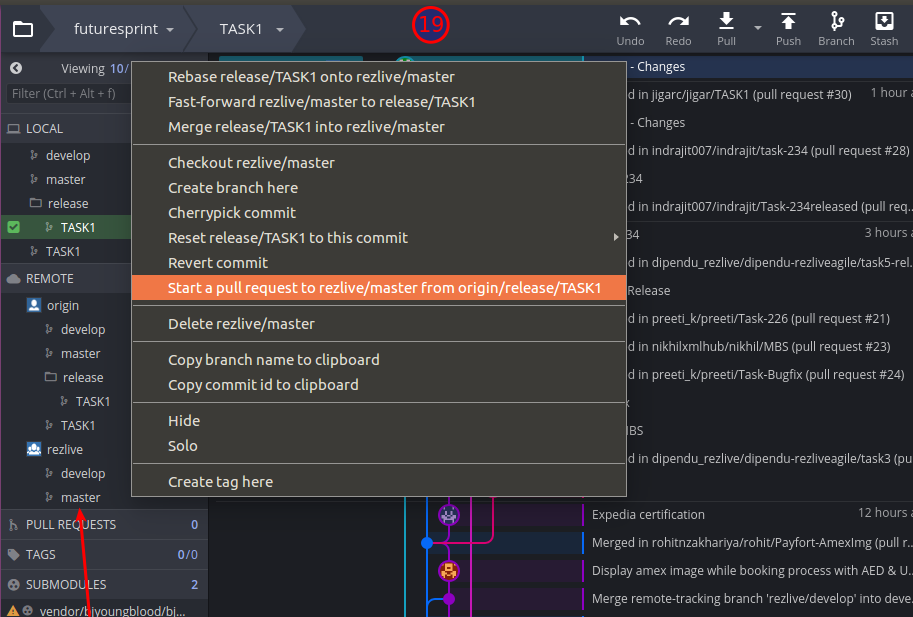 futuresprint
TASK1
19
Undo
Redo
Pull
Push
Branch
Stash
Viewing 10/
Filter (Ctrl + Alt + f)
LOCAL
develop
master
release
TASK1
TASK1
REMOTE
origin
develop
master
release
TASK1
TASK1
rezlive
develop
master
PULL REQUESTS 0
TAGS 0/0
SUBMODULES 2
vendor/bjyoungblood/bj...
Rebase release/TASK1 onto rezlive/master
Fast-forward rezlive/master to release/TASK1
Merge release/TASK1 into rezlive/master
Checkout rezlive/master
Create branch here
Cherrypick commit
Reset release/TASK1 to this commit
Revert commit
Start a pull request to rezlive/master from origin/release/TASK1
Delete rezlive/master
Copy branch name to clipboard
Copy commit id to clipboard
Hide
Solo
Create tag here
- Changes
d in jigarc/jigar/TASK1 (pull request #30) 1 hour a
- Changes
d in indrajit007/indrajit/task-234 (pull request #28)
234
d in indrajit007/indrajit/Task-234released (pull req...
34 3 hours a
d in dipendu_rezlive/dipendu-rezliveagile/task5-rel...
Release
d in preeti_k/preeti/Task-226 (pull request #21)
d in nikhilxmlhub/nikhil/MBS (pull request #23)
d in preeti_k/preeti/Task-Bugfix (pull request #24)
x
MBS
d in dipendu_rezlive/dipendu-rezliveagile/task3 (pu...
Expedia certification 12 hours a
Merged in rohitnzakhariya/rohit/Payfort-AmexImg (pull r...
Display amex image while booking process with AED & U...
Merge remote-tracking branch 'rezlive/develop' into deve...